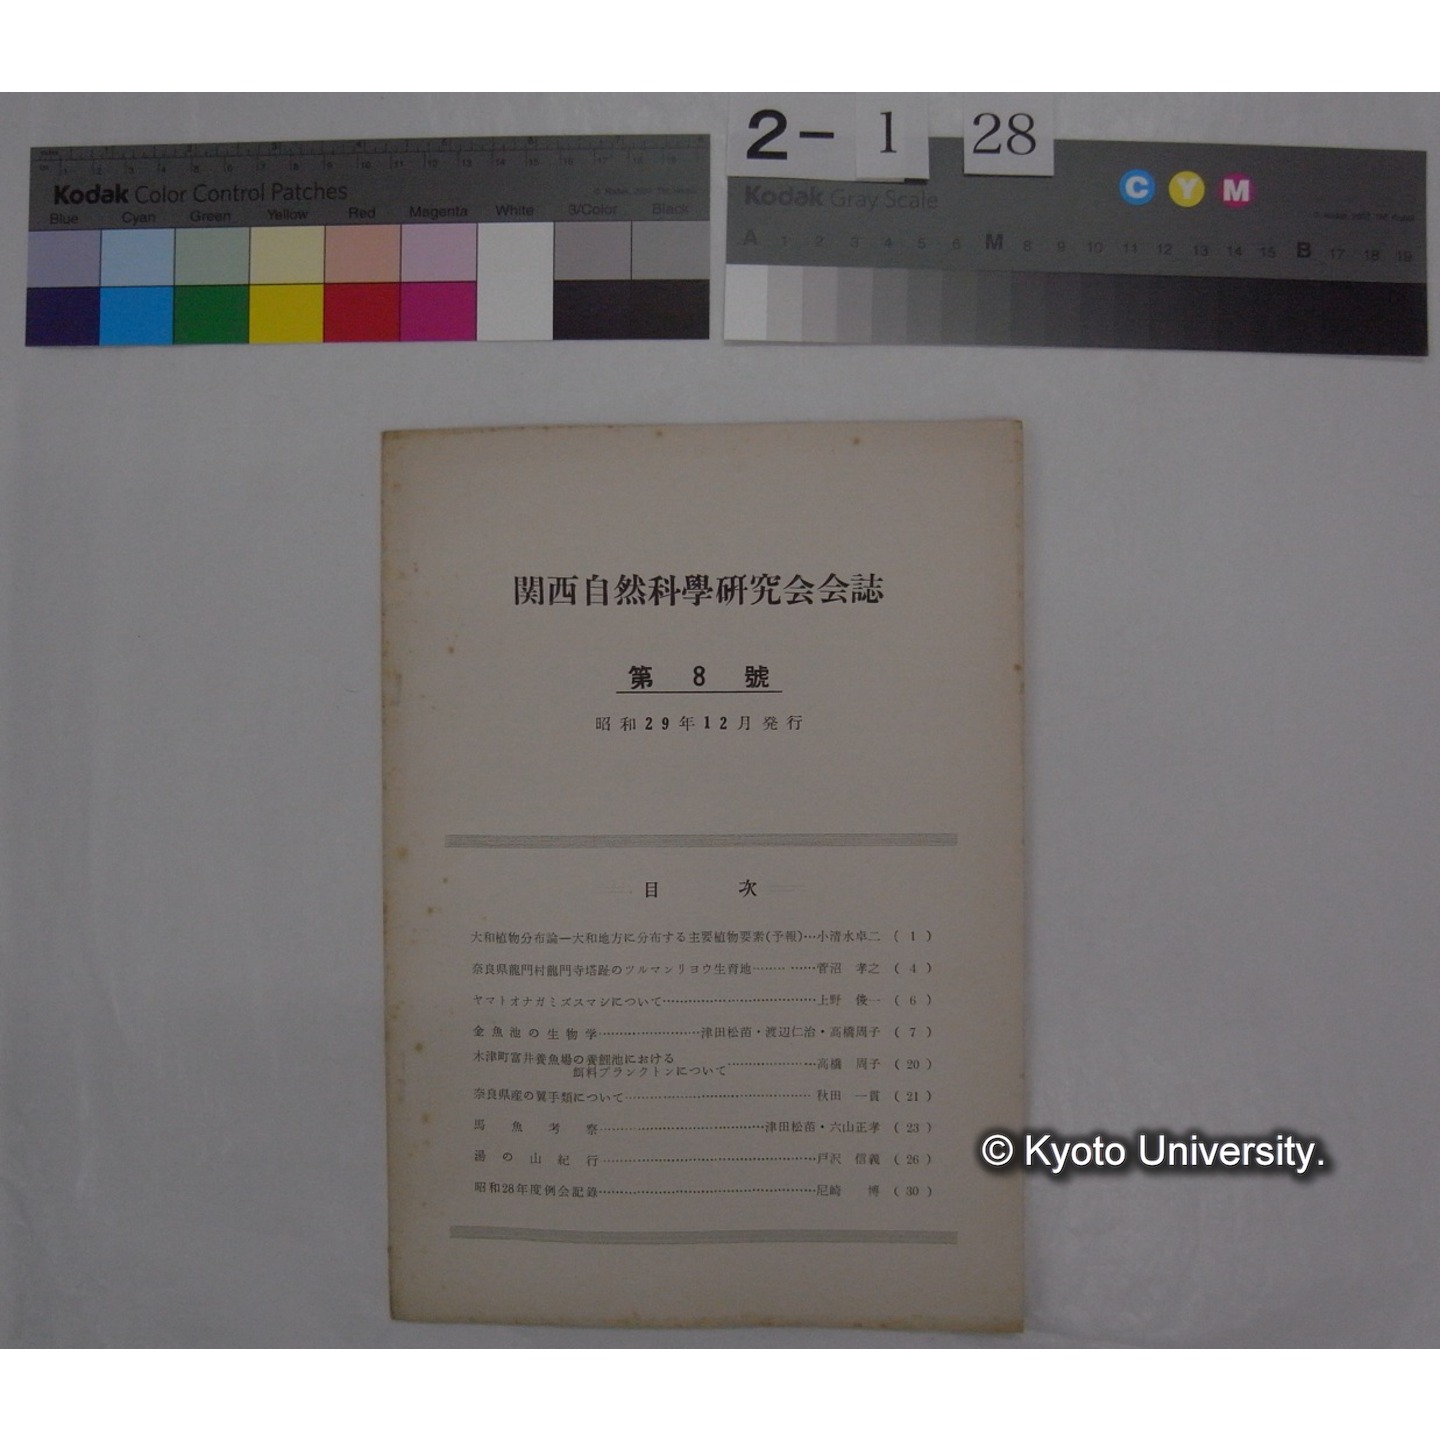 2- 1 28
Kodak Color Control Patches
Blue Cyan Green Yellow Red Magenta White 3/Color Black
Kodak Gray Scale
C Y M
A 1 2 3 4 5 6 M 8 9 10 11 12 13 14 15 B 17 18 19
関西自然科學研究会会誌
第 8 號
昭和29年12月発行
目 次
大和植物分布論―大和地方に分布する主要植物要素(予報)…小清水卓二 ( 1 )
奈良県龍門村龍門寺塔趾のツルマンリヨウ生育地……… ……菅沼 孝之 ( 4 )
ヤマトオナガミズスマシについて………………………………上野 俊一 ( 6 )
金魚池の生物学……………………津田松苗・渡辺仁治・高橋周子 ( 7 )
木津町富井養魚場の養鯉池における
餌料プランクトンについて…………………高橋 周子 ( 20 )
奈良県産の翼手類について……………………………………秋田 一貫 ( 21 )
馬魚考察…………………………………津田松苗・六山正孝 ( 23 )
湯の山紀行……………………………………………戸沢 信義 ( 26 )
昭和28年度例会記錄……………………………………………尼崎 博 ( 30 )
© Kyoto University.